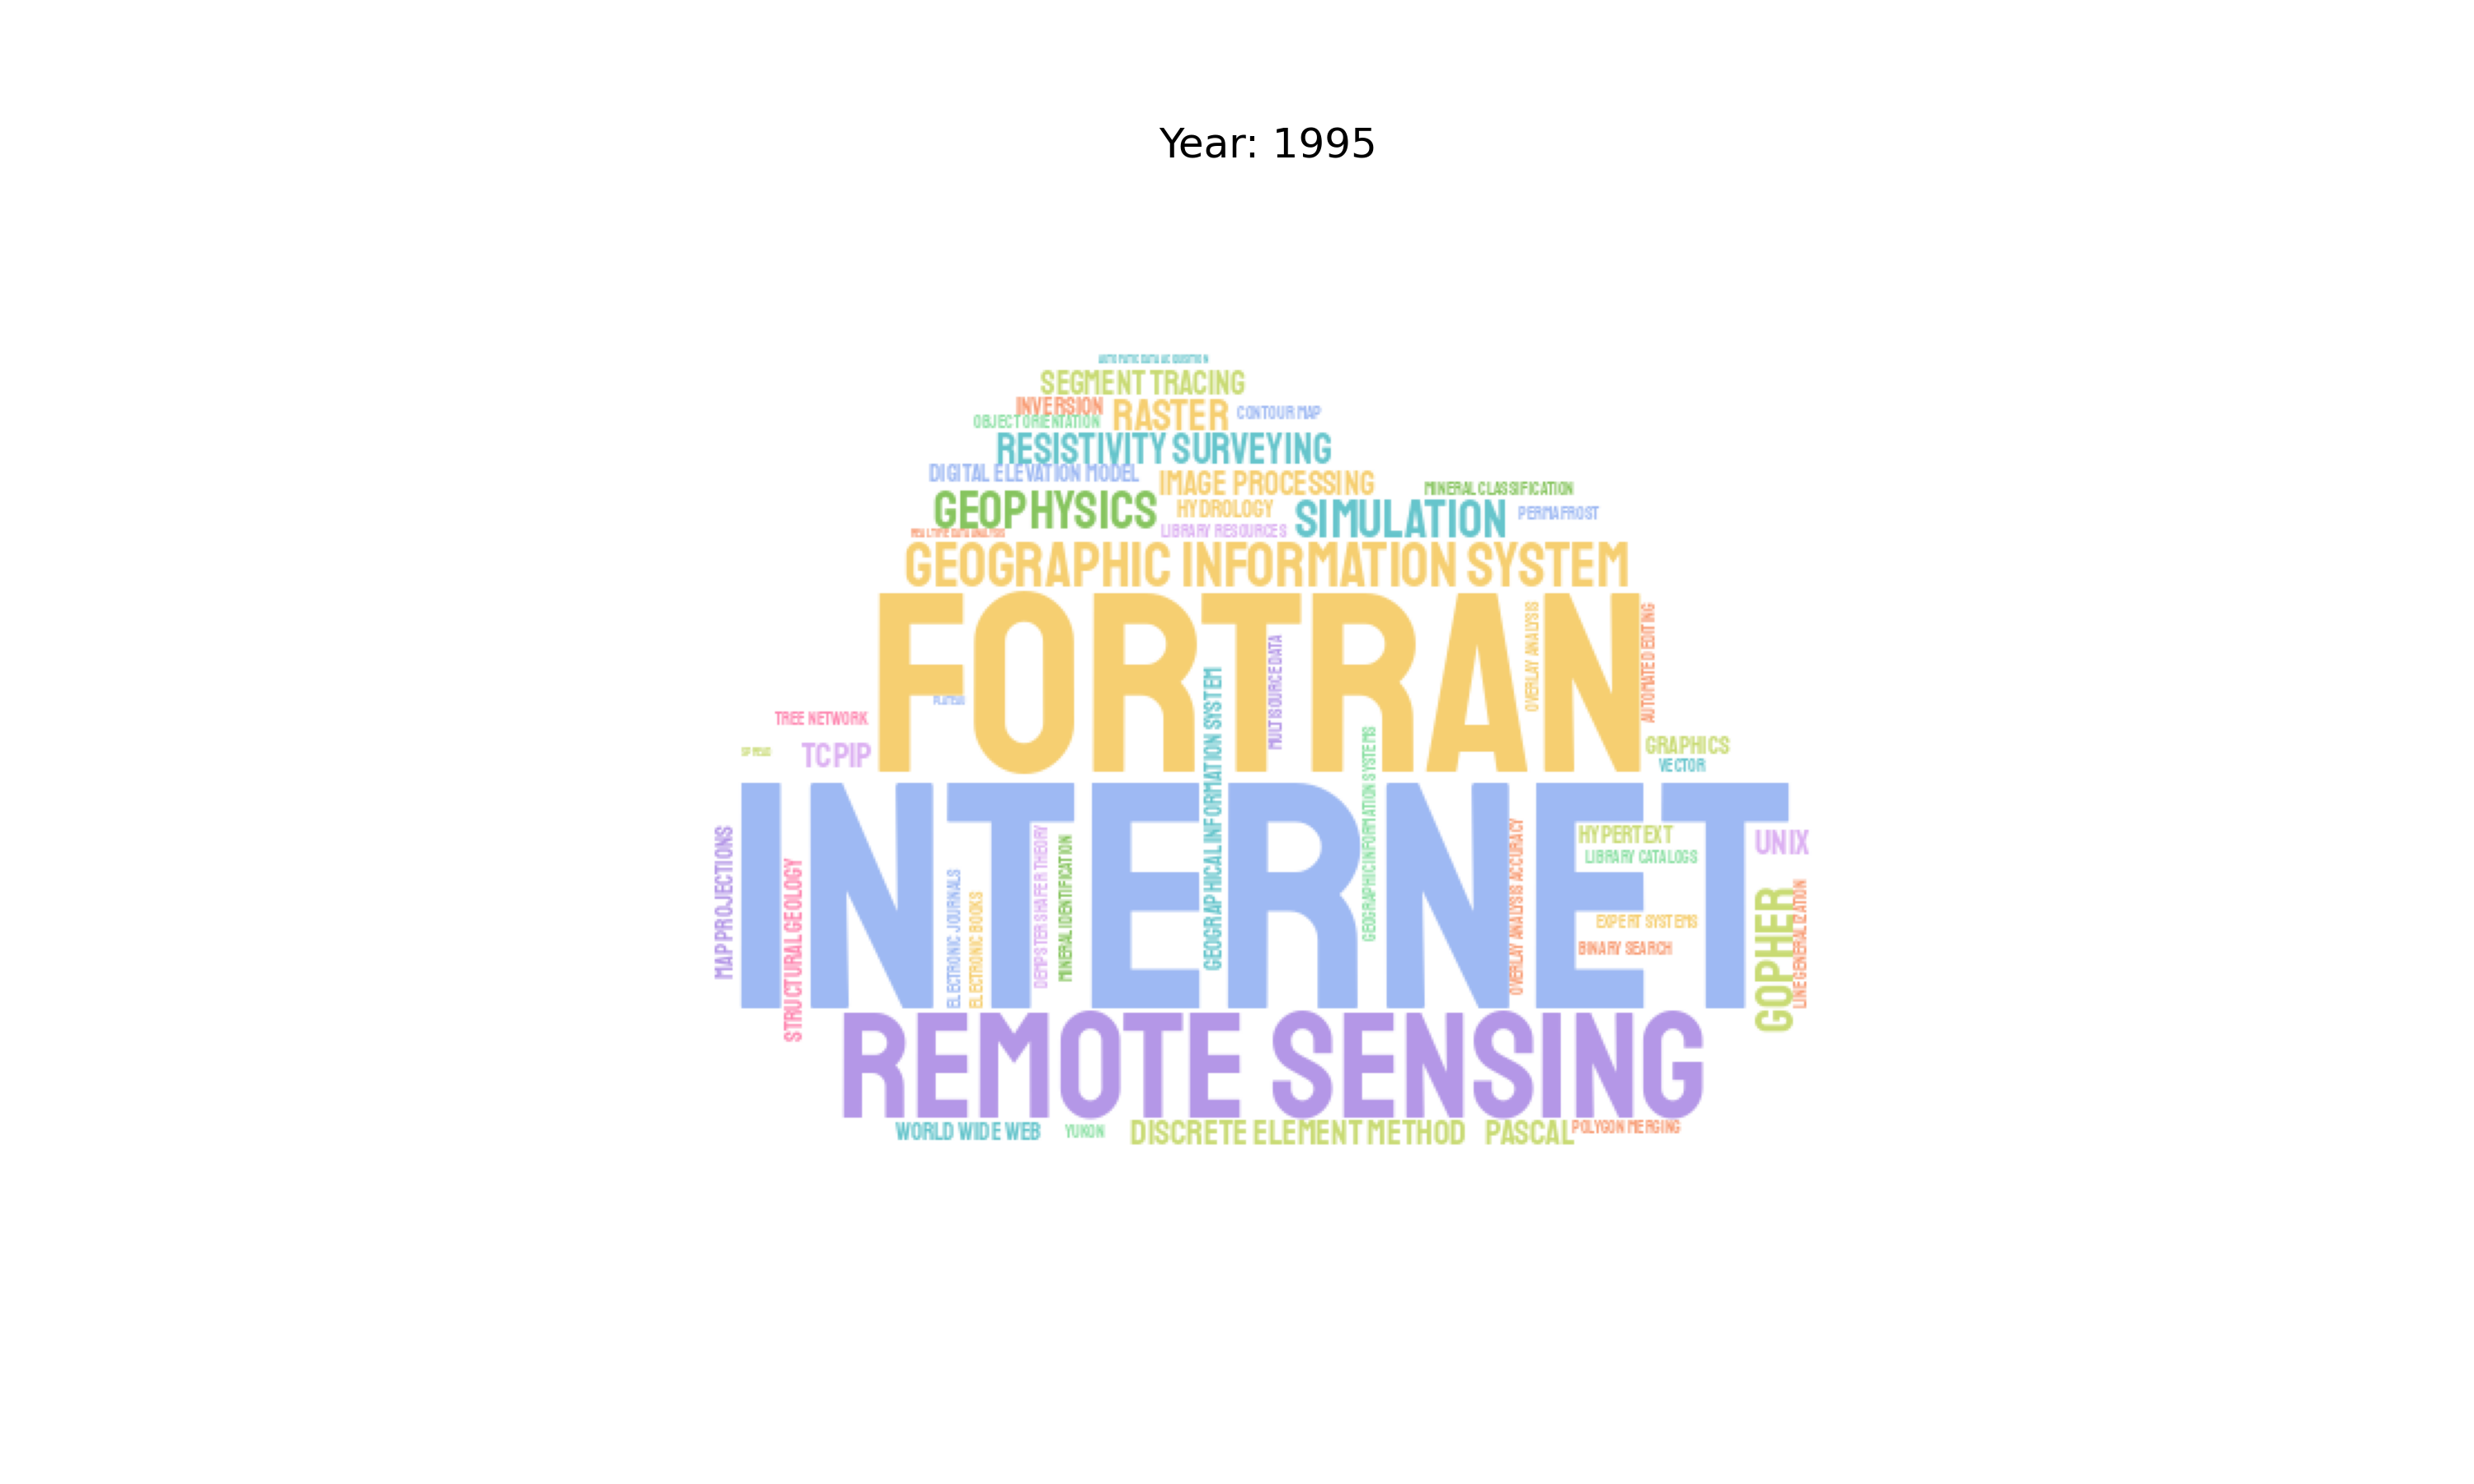 Year: 1995
SEGMENT TRACING
INVERSION
RASTER
CONTOUR MAP
OBJECT ORIENTATION
RESISTIVITY SURVEYING
DIGITAL ELEVATION MODEL
IMAGE PROCESSING
MINERAL CLASSIFICATION
GEOPHYSICS
HYDROLOGY
SIMULATION
PERMAFROST
LIBRARY RESOURCES
GEOGRAPHIC INFORMATION SYSTEM
FORTRAN
OVERLAY ANALYSIS
AUTOMATED EDITING
MULTISOURCE DATA
GEOGRAPHICAL INFORMATION SYSTEM
GEOGRAPHIC INFORMATION SYSTEMS
TREE NETWORK
TCPIP
GRAPHICS
VECTOR
INTERNET
MAP PROJECTIONS
STRUCTURAL GEOLOGY
ELECTRONIC JOURNALS
ELECTRONIC BOOKS
DEMPSTER SHAFER THEORY
MINERAL IDENTIFICATION
OVERLAY ANALYSIS ACCURACY
HYPERTEXT
LIBRARY CATALOGS
EXPERT SYSTEMS
BINARY SEARCH
UNIX
GOPHER
LINE GENERALIZATION
REMOTE SENSING
WORLD WIDE WEB
YUKON
DISCRETE ELEMENT METHOD
PASCAL
POLYGON MERGING